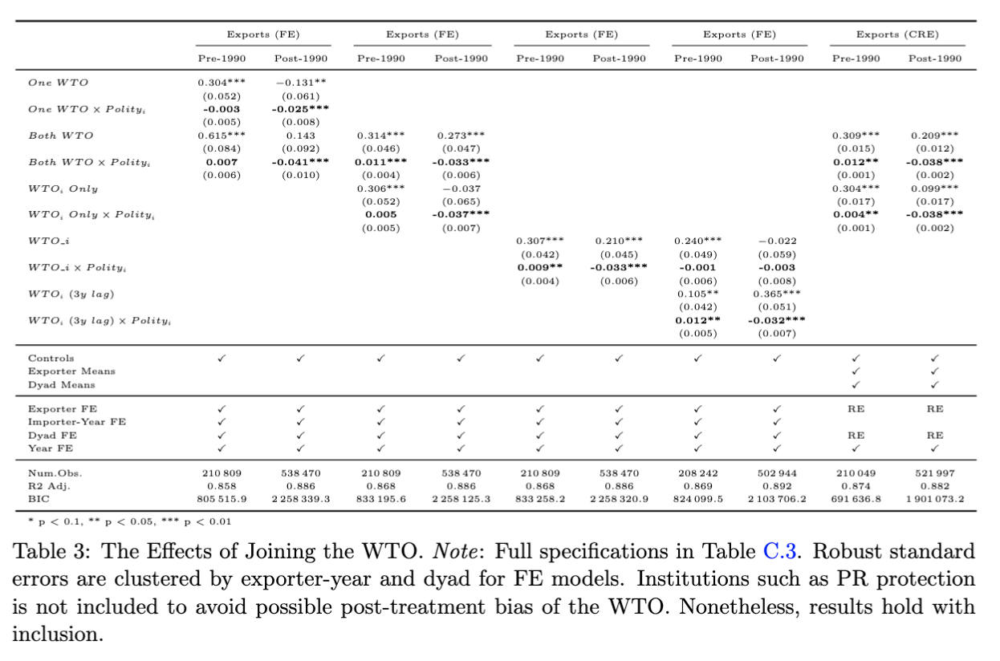 Exports (FE) Exports (FE) Exports (FE) Exports (FE) Exports (CRE)
Pre-1990 Post-1990 Pre-1990 Post-1990 Pre-1990 Post-1990 Pre-1990 Post-1990 Pre-1990 Post-1990
One WTO 0.304*** −0.131**
(0.052) (0.061)
One WTO × Polityᵢ -0.003 -0.025***
(0.005) (0.008)
Both WTO 0.615*** 0.143 0.314*** 0.273*** 0.309*** 0.209***
(0.084) (0.092) (0.046) (0.047) (0.015) (0.012)
Both WTO × Polityᵢ 0.007 -0.041*** 0.011*** -0.033*** 0.012** -0.038***
(0.006) (0.010) (0.004) (0.006) (0.001) (0.002)
WTOᵢ Only 0.306*** −0.037 0.304*** 0.099***
(0.052) (0.065) (0.017) (0.017)
WTOᵢ Only × Polityᵢ 0.005 -0.037*** 0.004** -0.038***
(0.005) (0.007) (0.001) (0.002)
WTO_i 0.307*** 0.210*** 0.240*** −0.022
(0.042) (0.045) (0.049) (0.059)
WTO_i × Polityᵢ 0.009** -0.033*** -0.001 -0.003
(0.004) (0.006) (0.006) (0.008)
WTOᵢ (3y lag) 0.105** 0.365***
(0.042) (0.051)
WTOᵢ (3y lag) × Polityᵢ 0.012** -0.032***
(0.005) (0.007)
Controls ✓ ✓ ✓ ✓ ✓ ✓ ✓ ✓ ✓ ✓
Exporter Means ✓ ✓
Dyad Means ✓ ✓
Exporter FE ✓ ✓ ✓ ✓ ✓ ✓ ✓ ✓ RE RE
Importer-Year FE ✓ ✓ ✓ ✓ ✓ ✓ ✓ ✓
Dyad FE ✓ ✓ ✓ ✓ ✓ ✓ ✓ ✓ RE RE
Year FE ✓ ✓ ✓ ✓ ✓ ✓ ✓ ✓ ✓ ✓
Num.Obs. 210 809 538 470 210 809 538 470 210 809 538 470 208 242 502 944 210 049 521 997
R2 Adj. 0.858 0.886 0.868 0.886 0.868 0.886 0.869 0.892 0.874 0.882
BIC 805 515.9 2 258 339.3 833 195.6 2 258 125.3 833 258.2 2 258 320.9 824 099.5 2 103 706.2 691 636.8 1 901 073.2
* p < 0.1, ** p < 0.05, *** p < 0.01
Table 3: The Effects of Joining the WTO. Note: Full specifications in Table C.3. Robust standard
errors are clustered by exporter-year and dyad for FE models. Institutions such as PR protection
is not included to avoid possible post-treatment bias of the WTO. Nonetheless, results hold with
inclusion.